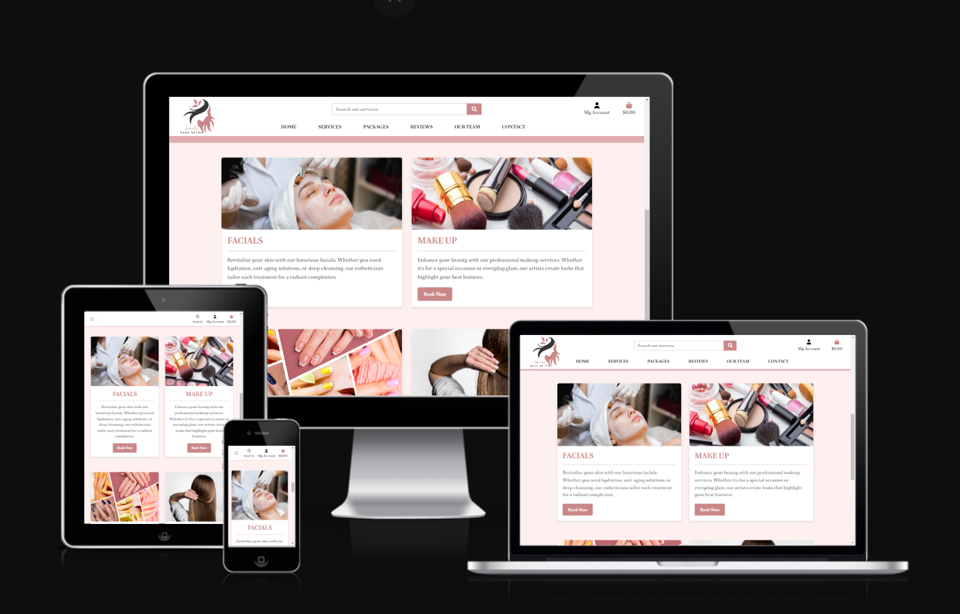 Search our services
My Account
$0.00
HOME
SERVICES
PACKAGES
REVIEWS
OUR TEAM
CONTACT
FACIALS
Revitalize your skin with our luxurious facials. Whether you need
hydration, anti-aging solutions, or deep cleansing, our estheticians
tailor each treatment for a radiant complexion.
MAKE UP
Enhance your beauty with our professional makeup services. Whether
it's for a special occasion or everyday glam, our artists create looks that
highlight your best features.
Book Now
Search
My Account
$0.00
FACIALS
Revitalize your skin with our
luxurious facials. Whether you need
hydration, anti-aging solutions, or
deep cleansing, our estheticians
tailor each treatment for a radiant
complexion.
Book Now
MAKE UP
Enhance your beauty with our
professional makeup services.
Whether it's for a special occasion or
everyday glam, our artists create
looks that highlight your best
features.
Book Now
Search
My Account
$0.00
FACIALS
Revitalize your skin with our
Search our services
My Account
$0.00
HOME
SERVICES
PACKAGES
REVIEWS
OUR TEAM
CONTACT
FACIALS
Revitalize your skin with our luxurious facials.
Whether you need hydration, anti-aging solutions, or
deep cleansing, our estheticians tailor each treatment
for a radiant complexion.
Book Now
MAKE UP
Enhance your beauty with our professional makeup
services. Whether it's for a special occasion or
everyday glam, our artists create looks that highlight
your best features.
Book Now